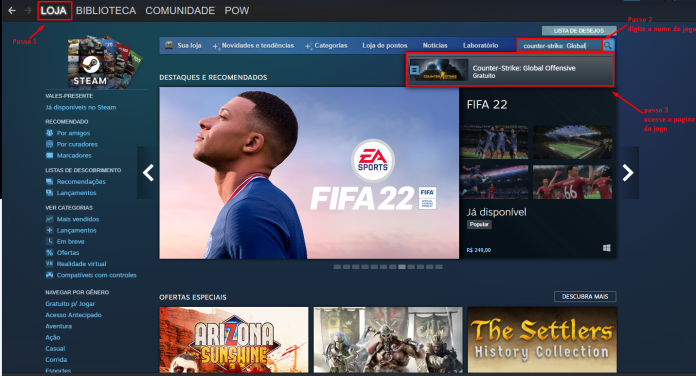 LOJA BIBLIOTECA COMUNIDADE POW
Passo 1
LISTA DE DESEJOS
Passo 2
digite o nome do jogo
Sua loja Novidades e tendências Categorias Loja de pontos Notícias Laboratório counter-strike: Global
Counter-Strike: Global Offensive
Gratuito
passo 3
acesse a pagina
do jogo
STEAM
VALES-PRESENTE
Já disponíveis no Steam
RECOMENDADO
Por amigos
Por curadores
Marcadores
LISTAS DE DESCOBRIMENTO
Recomendações
Lançamentos
VER CATEGORIAS
Mais vendidos
Lançamentos
Em breve
Ofertas
Realidade virtual
Compatíveis com controles
NAVEGAR POR GÊNERO
Gratuito p/ Jogar
Acesso Antecipado
Aventura
Ação
Casual
Corrida
Esportes
DESTAQUES E RECOMENDADOS
EA
SPORTS
FIFA 22
FIFA
FIFA 22
Já disponível
Popular
R$ 249,00
OFERTAS ESPECIAIS
DESCUBRA MAIS
ARIZONA
SUNSHINE
The Settlers
History Collection